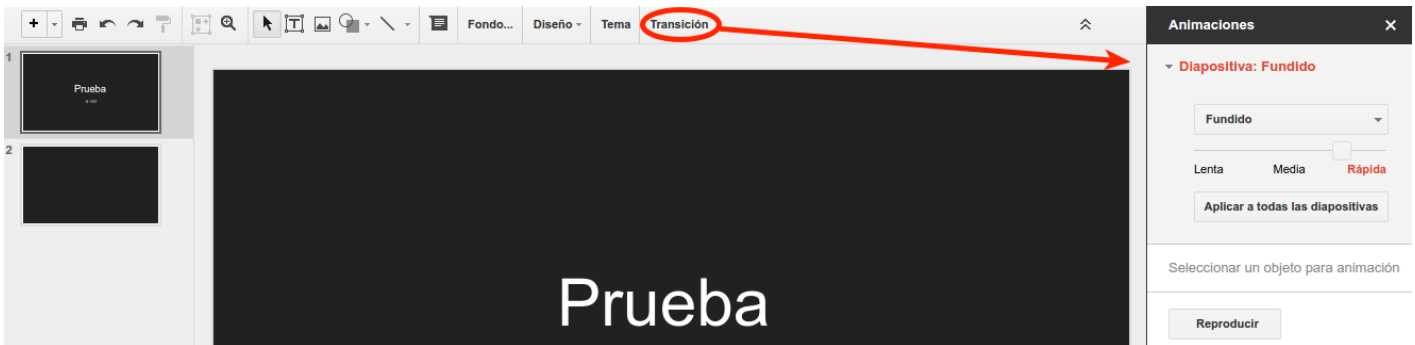 Fondo... Diseño Tema Transición
1
Prueba
a ver
2
Prueba
Animaciones
Diapositiva: Fundido
Fundido
Lenta Media Rápida
Aplicar a todas las diapositivas
Seleccionar un objeto para animación
Reproducir